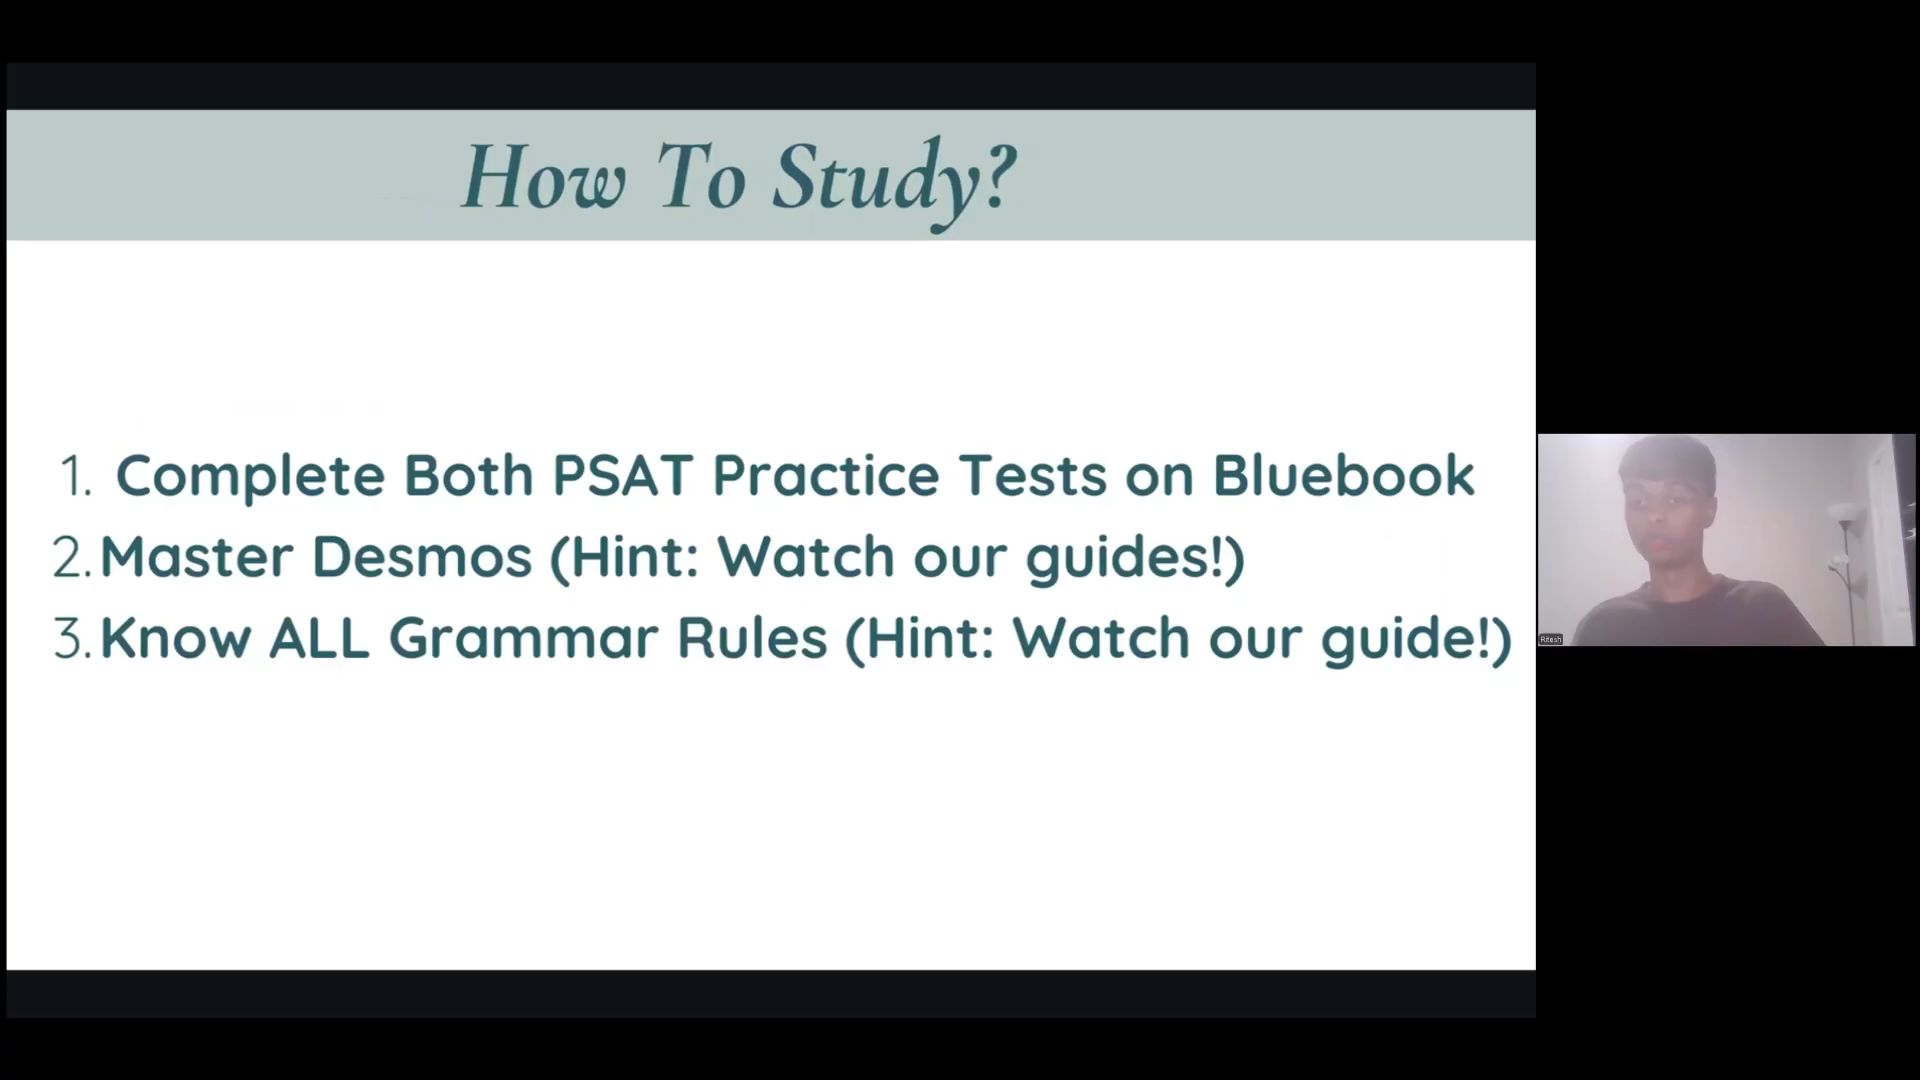 How To Study?
1. Complete Both PSAT Practice Tests on Bluebook
2. Master Desmos (Hint: Watch our guides!)
3. Know ALL Grammar Rules (Hint: Watch our guide!)
Ritesh